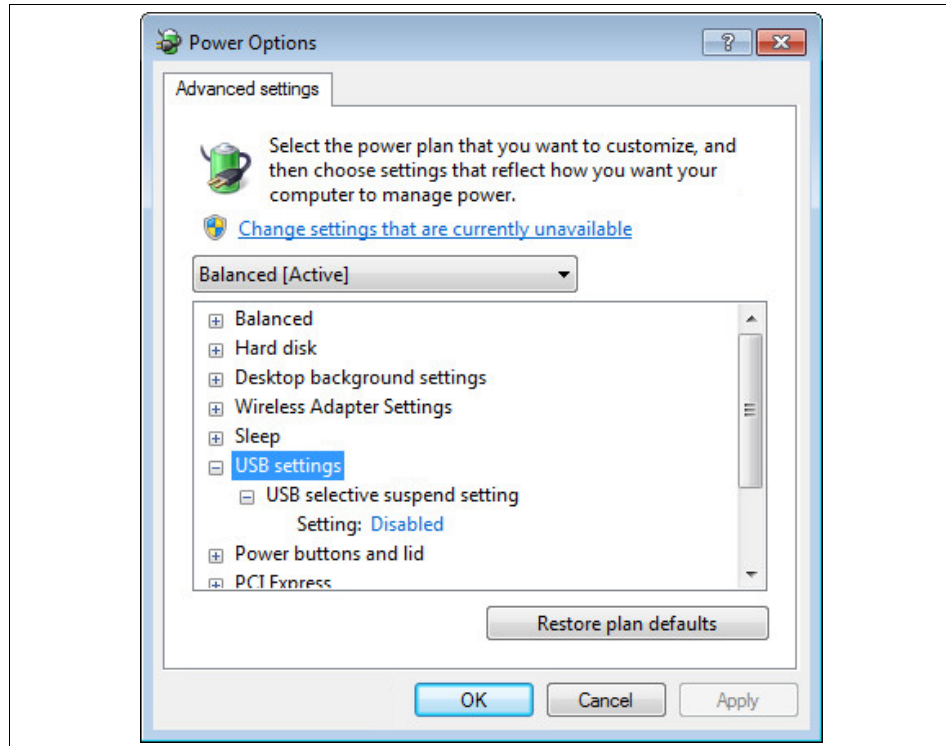 Power Options
Advanced settings
Select the power plan that you want to customize, and
then choose settings that reflect how you want your
computer to manage power.
Change settings that are currently unavailable
Balanced [Active]
Balanced
Hard disk
Desktop background settings
Wireless Adapter Settings
Sleep
USB settings
USB selective suspend setting
Setting: Disabled
Power buttons and lid
PCI Express
Restore plan defaults
OK Cancel Apply